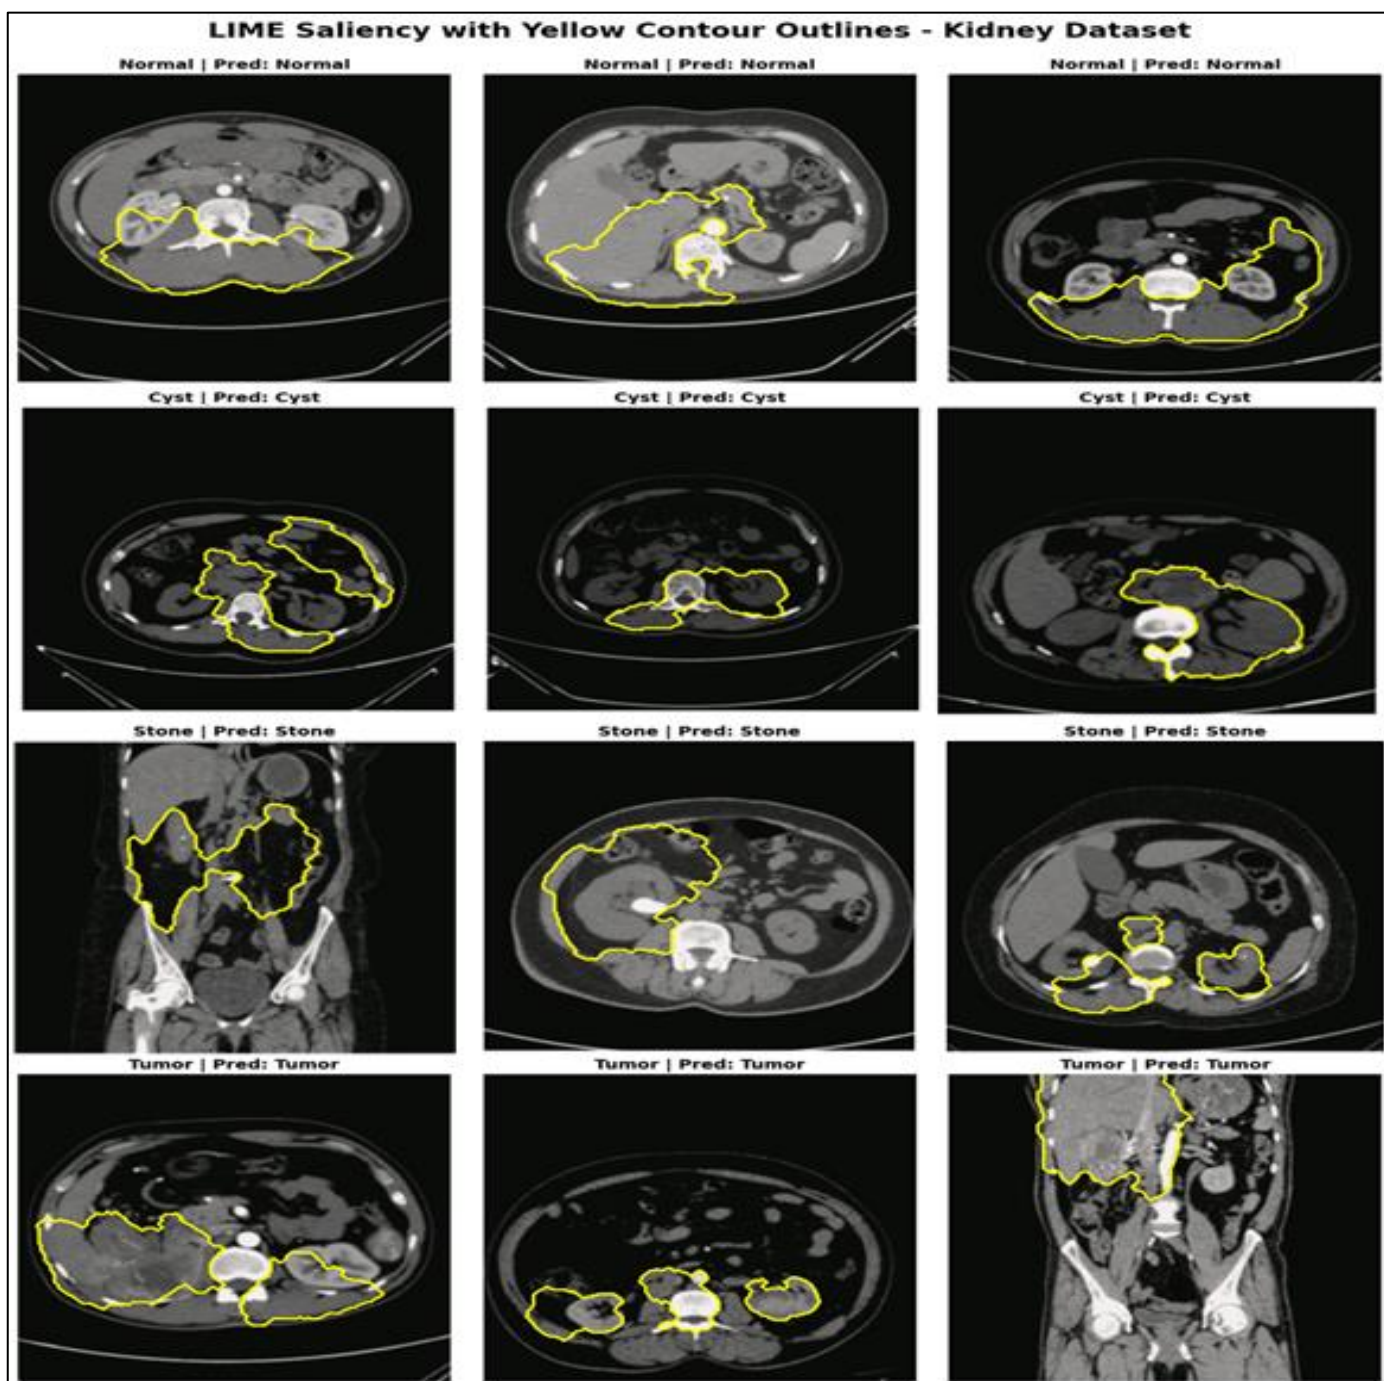 LIME Saliency with Yellow Contour Outlines - Kidney Dataset
Normal | Pred: Normal
Normal | Pred: Normal
Normal | Pred: Normal
Cyst | Pred: Cyst
Cyst | Pred: Cyst
Cyst | Pred: Cyst
Stone | Pred: Stone
Stone | Pred: Stone
Stone | Pred: Stone
Tumor | Pred: Tumor
Tumor | Pred: Tumor
Tumor | Pred: Tumor